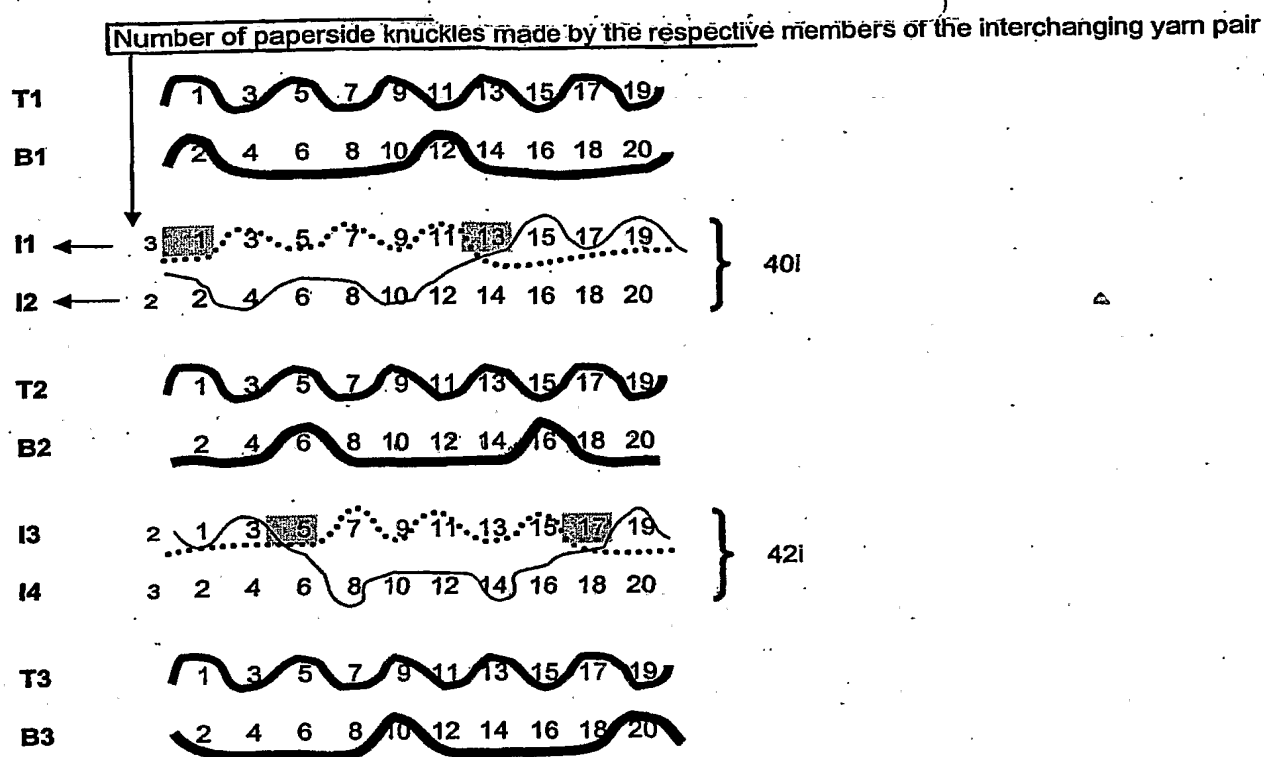 Number of paperside knuckles made by the respective members of the interchanging yarn pair
T1 1 3 5 7 9 11 13 15 17 19
B1 2 4 6 8 10 12 14 16 18 20
I1 3 1 3 5 7 9 11 13 15 17 19
40i
I2 2 2 4 6 8 10 12 14 16 18 20
T2 1 3 5 7 9 11 13 15 17 19
B2 2 4 6 8 10 12 14 16 18 20
I3 2 1 3 5 7 9 11 13 15 17 19
42i
I4 3 2 4 6 8 10 12 14 16 18 20
T3 1 3 5 7 9 11 13 15 17 19
B3 2 4 6 8 10 12 14 16 18 20